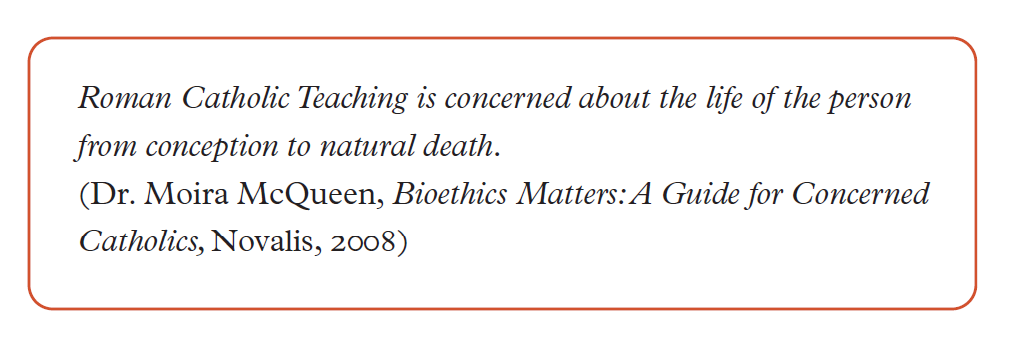 Roman Catholic Teaching is concerned about the life of the person
from conception to natural death.
(Dr. Moira McQueen, Bioethics Matters: A Guide for Concerned
Catholics, Novalis, 2008)